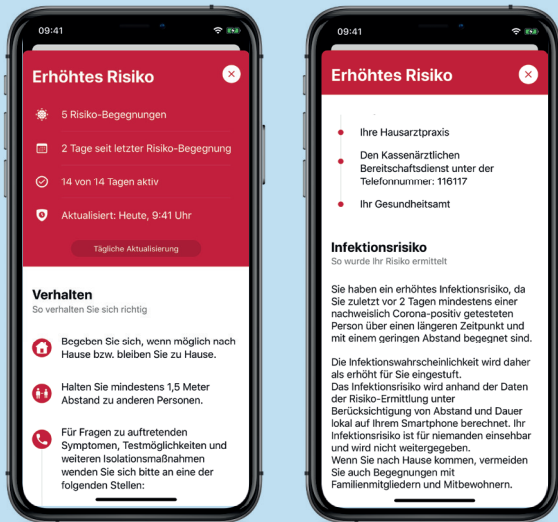 09:41
Erhöhtes Risiko
5 Risiko-Begegnungen
2 Tage seit letzter Risiko-Begegnung
14 von 14 Tagen aktiv
Aktualisiert: Heute, 9:41 Uhr
Tägliche Aktualisierung
Verhalten
So verhalten Sie sich richtig
Begeben Sie sich, wenn möglich nach
Hause bzw. bleiben Sie zu Hause.
Halten Sie mindestens 1,5 Meter
Abstand zu anderen Personen.
Für Fragen zu auftretenden
Symptomen, Testmöglichkeiten und
weiteren Isolationsmaßnahmen
wenden Sie sich bitte an eine der
folgenden Stellen:
09:41
Erhöhtes Risiko
Ihre Hausarztpraxis
Den Kassenärztlichen
Bereitschaftsdienst unter der
Telefonnummer: 116117
Ihr Gesundheitsamt
Infektionsrisiko
So wurde Ihr Risiko ermittelt
Sie haben ein erhöhtes Infektionsrisiko, da
Sie zuletzt vor 2 Tagen mindestens einer
nachweislich Corona-positiv getesteten
Person über einen längeren Zeitpunkt und
mit einem geringen Abstand begegnet sind.
Die Infektionswahrscheinlichkeit wird daher
als erhöht für Sie eingestuft.
Das Infektionsrisiko wird anhand der Daten
der Risiko-Ermittlung unter
Berücksichtigung von Abstand und Dauer
lokal auf Ihrem Smartphone berechnet. Ihr
Infektionsrisiko ist für niemanden einsehbar
und wird nicht weitergegeben.
Wenn Sie nach Hause kommen, vermeiden
Sie auch Begegnungen mit
Familienmitgliedern und Mitbewohnern.